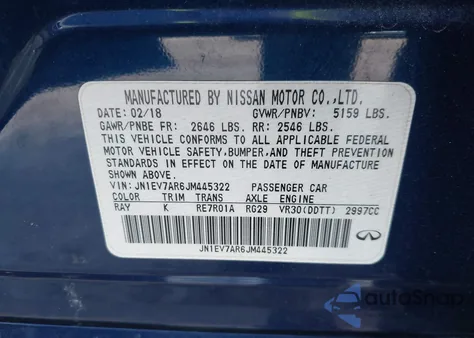 MANUFACTURED BY NISSAN MOTOR CO.,LTD.
DATE: 02/18 GVWR/PNBV: 5159 LBS.
GAWR/PNBE FR: 2646 LBS. RR: 2546 LBS.
THIS VEHICLE CONFORMS TO ALL APPLICABLE FEDERAL
MOTOR VEHICLE SAFETY,BUMPER,AND THEFT PREVENTION
STANDARDS IN EFFECT ON THE DATE OF MANUFACTURE
SHOWN ABOVE.
VIN: JN1EV7AR6JM445322 PASSENGER CAR
COLOR TRIM TRANS AXLE ENGINE
RAY K RE7R01A RG29 VR30(DDTT) 2997CC
JN1EV7AR6JM445322
autoSnap